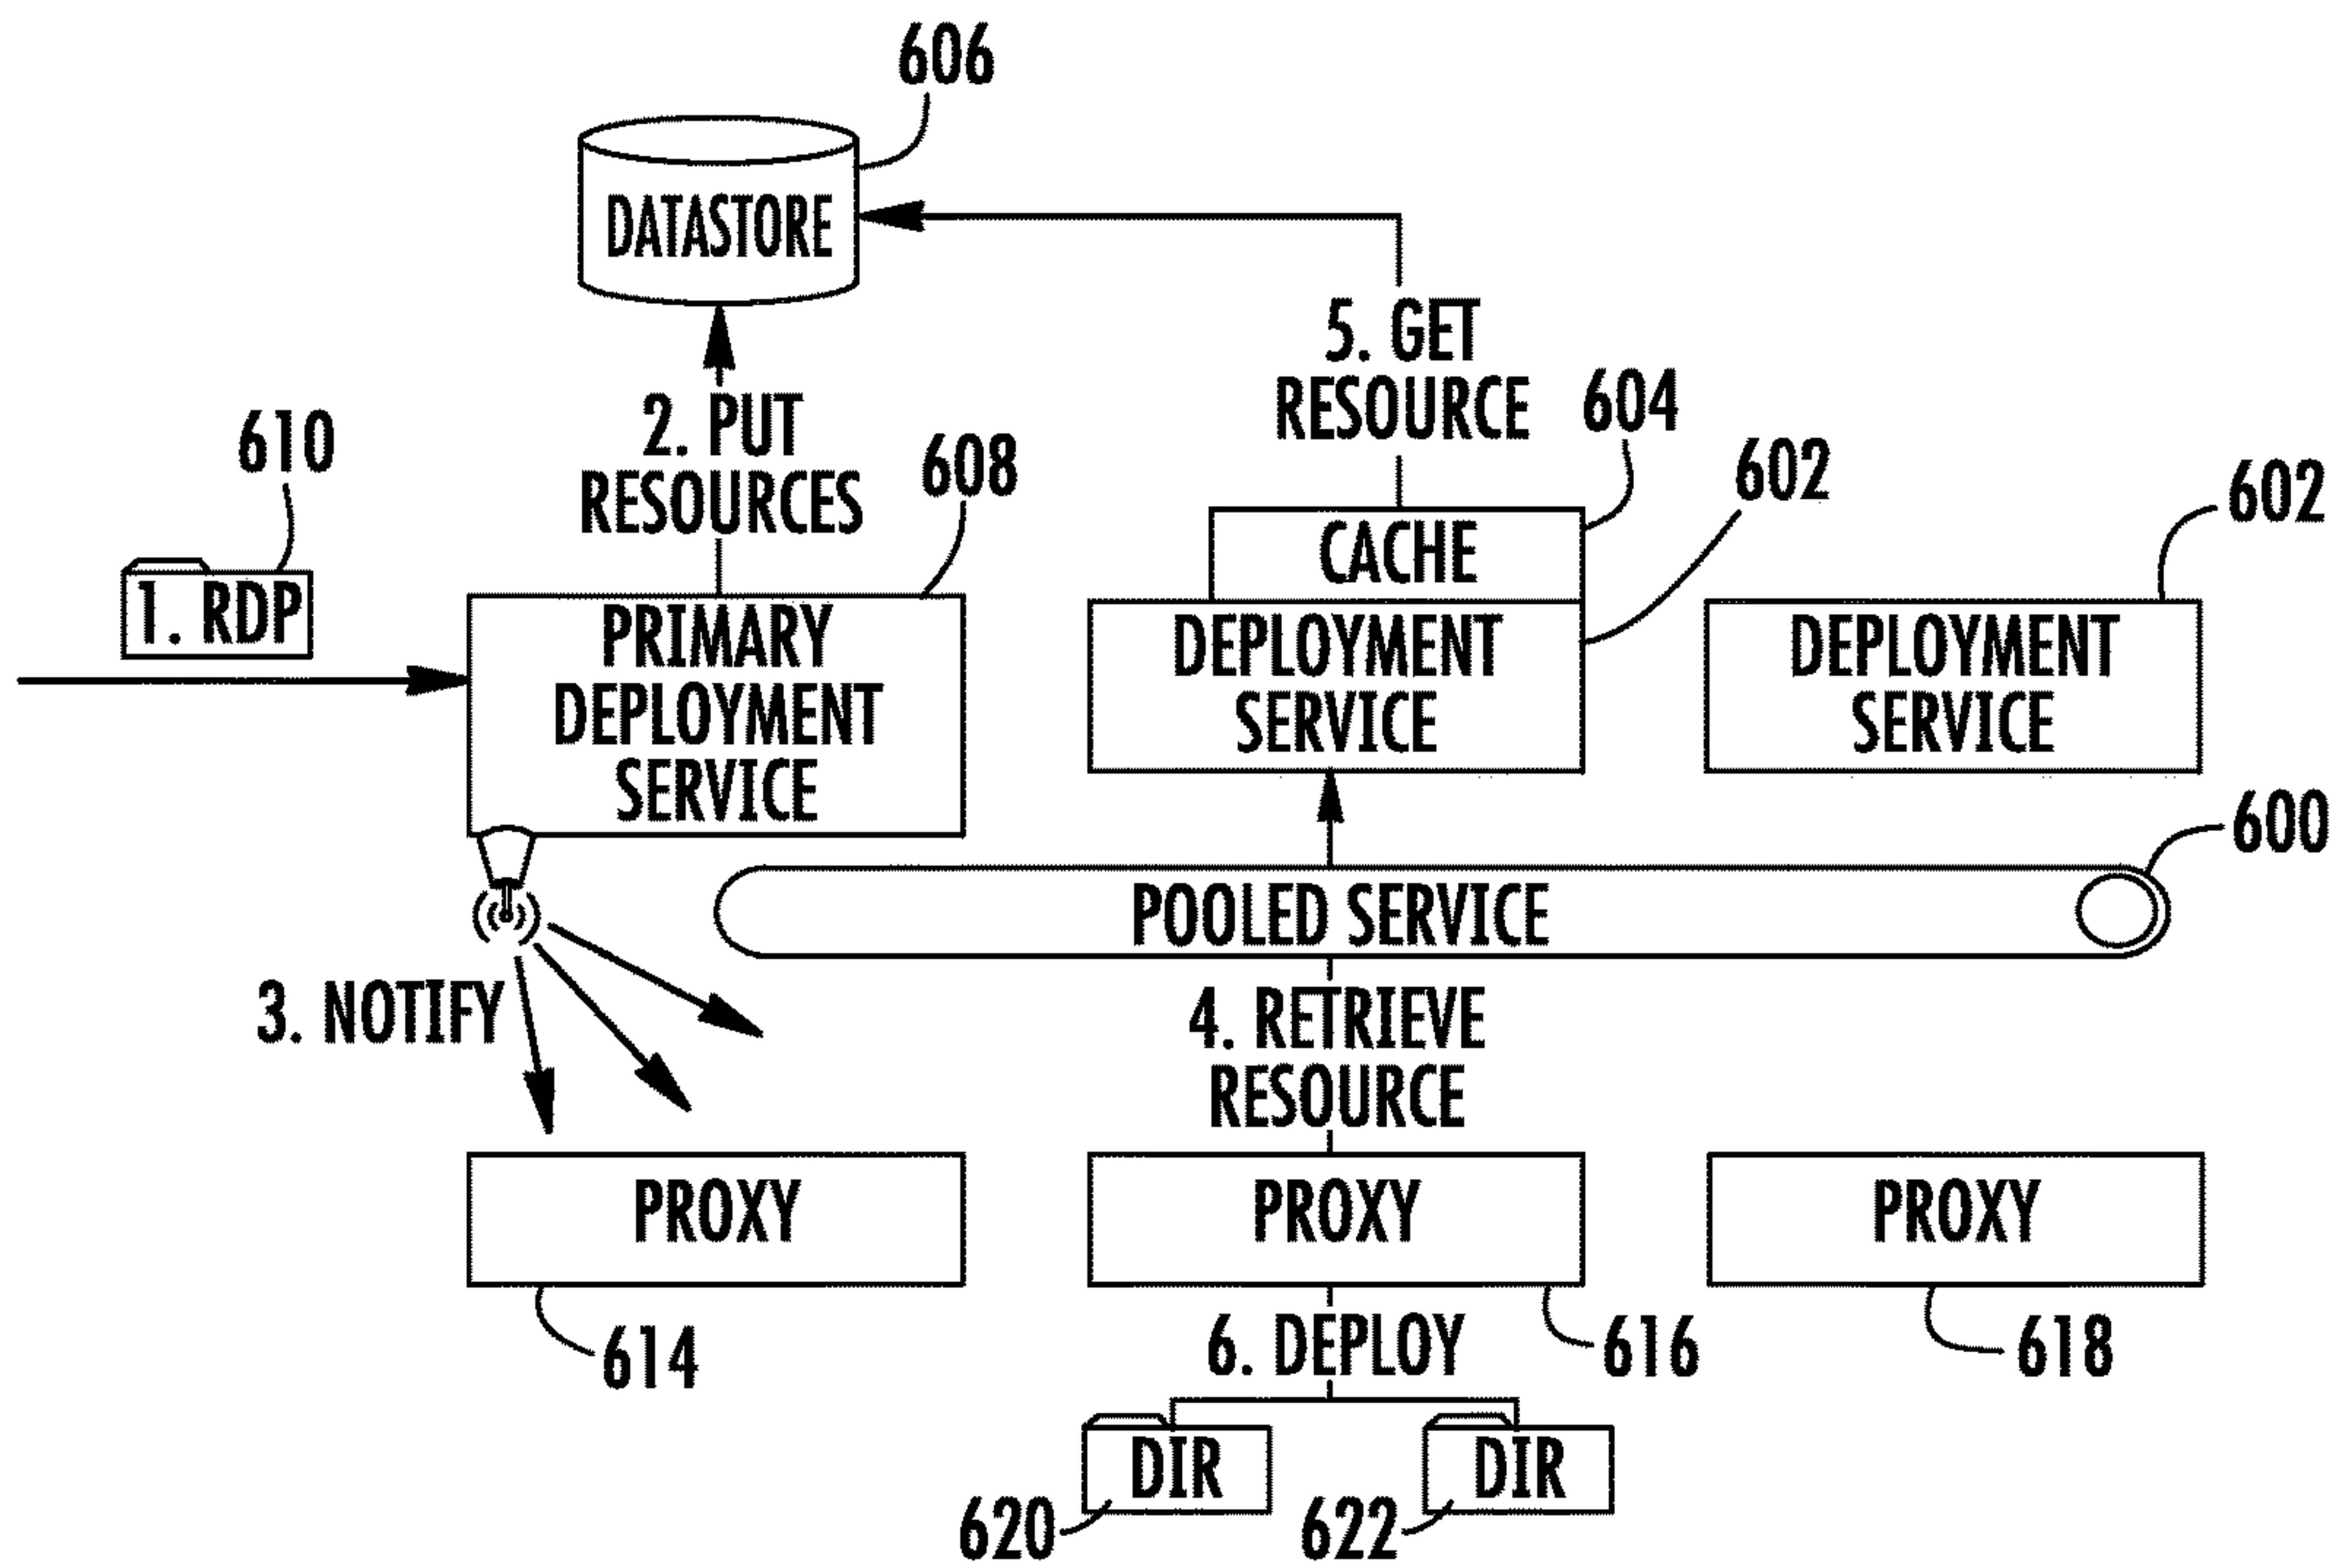 606
DATASTORE
5. GET
RESOURCE
604
2. PUT
RESOURCES
610
608
602
602
1. RDP
CACHE
PRIMARY
DEPLOYMENT
SERVICE
DEPLOYMENT
SERVICE
DEPLOYMENT
SERVICE
600
POOLED SERVICE
3. NOTIFY
4. RETRIEVE
RESOURCE
PROXY
PROXY
PROXY
614
6. DEPLOY
616
618
DIR
DIR
620
622